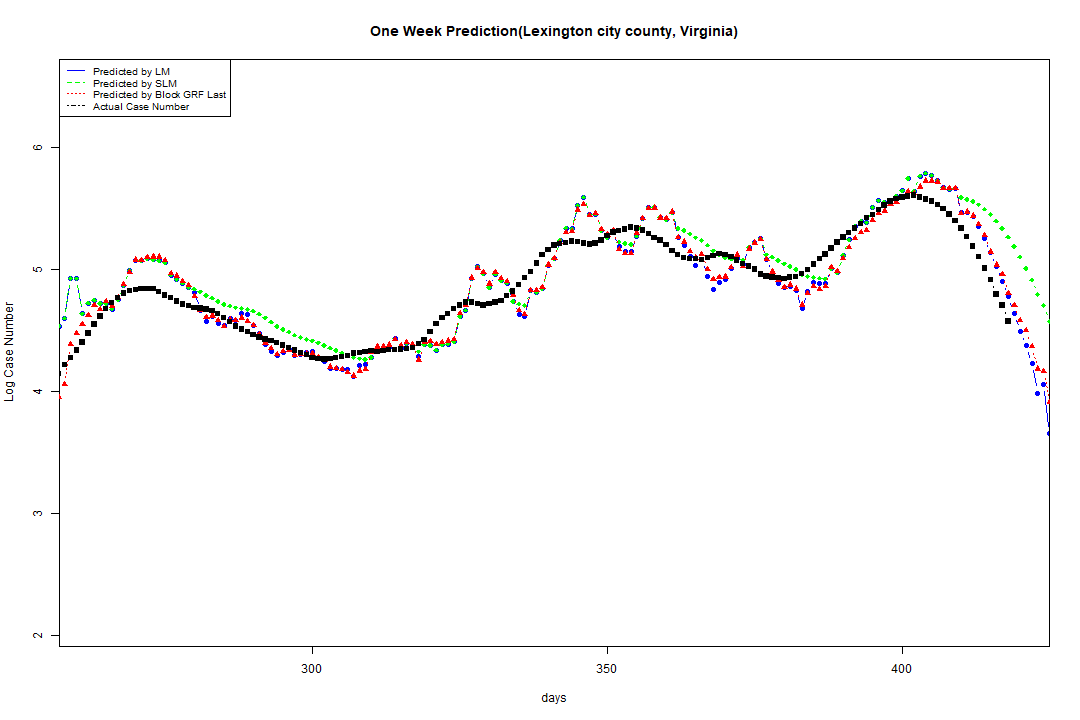 One Week Prediction(Lexington city county, Virginia)
Predicted by LM
Predicted by SLM
Predicted by Block GRF Last
Actual Case Number
Log Case Number
6
5
4
3
2
300
350
400
days